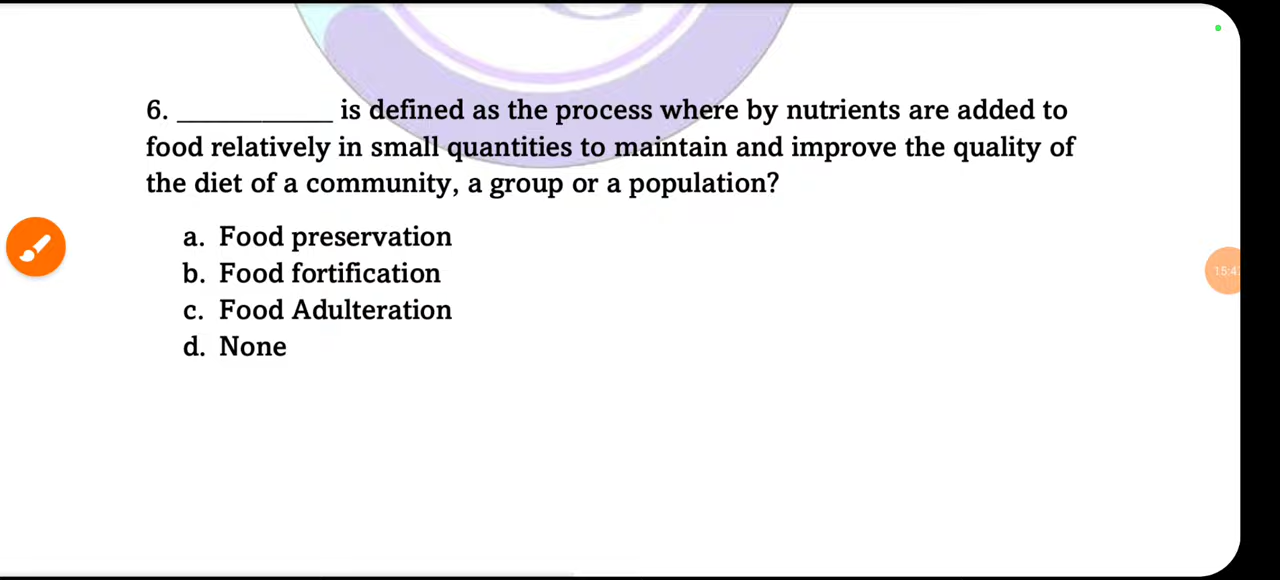 6. ___________ is defined as the process where by nutrients are added to
food relatively in small quantities to maintain and improve the quality of
the diet of a community, a group or a population?
a. Food preservation
b. Food fortification
c. Food Adulteration
d. None